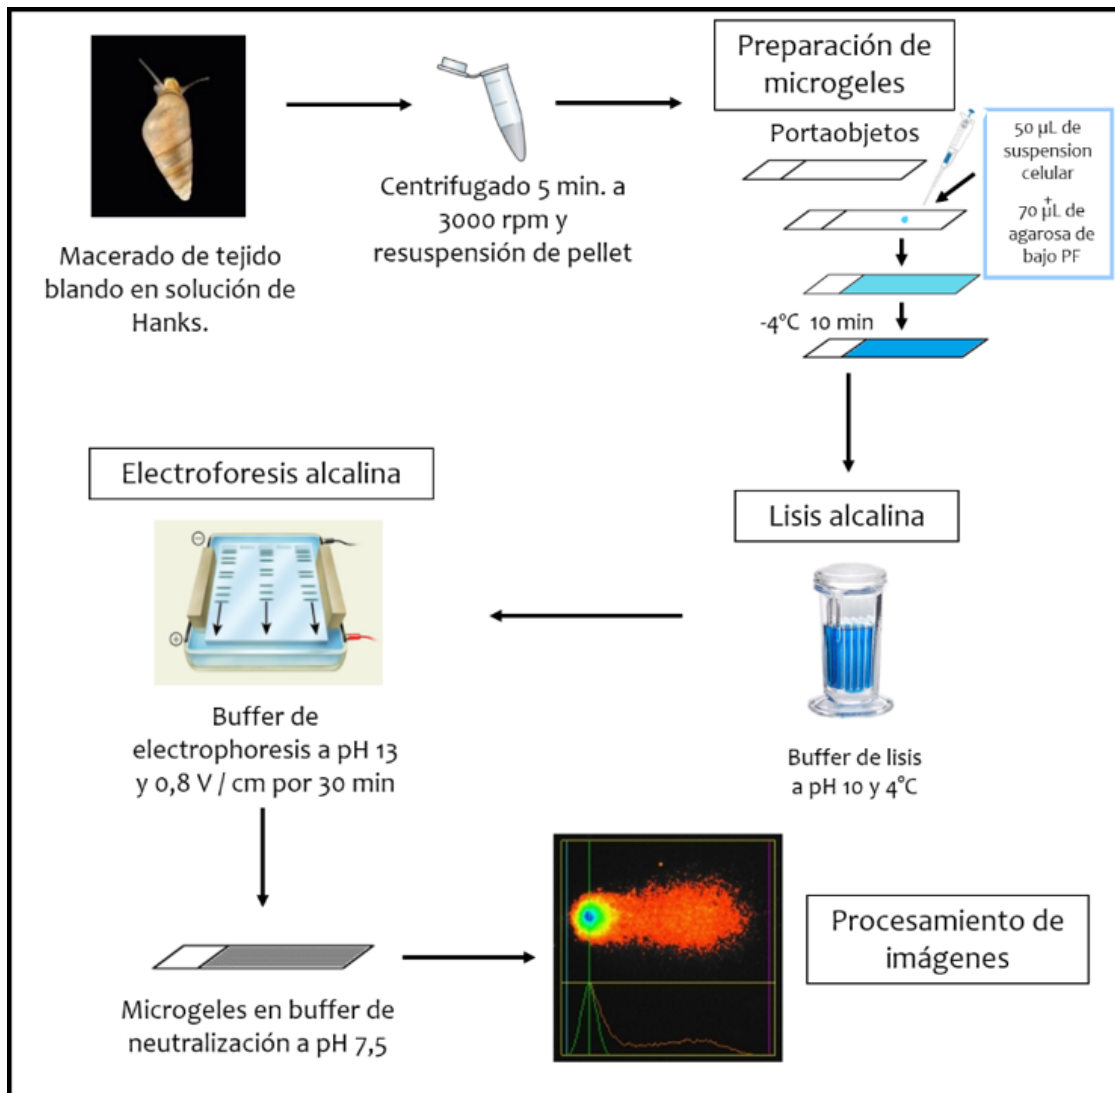 Preparación de
microgeles
Macerado de tejido
blando en solución de
Hanks.
Centrifugado 5 min. a
3000 rpm y
resuspensión de pellet
Portaobjetos
50 µL de
suspension
celular
+
70 µL de
agarosa de
bajo PF
-4°C 10 min
Lisis alcalina
Buffer de lisis
a pH 10 y 4°C
Electroforesis alcalina
Buffer de
electrophoresis a pH 13
y 0,8 V / cm por 30 min
Microgeles en buffer de
neutralización a pH 7,5
Procesamiento de
imágenes